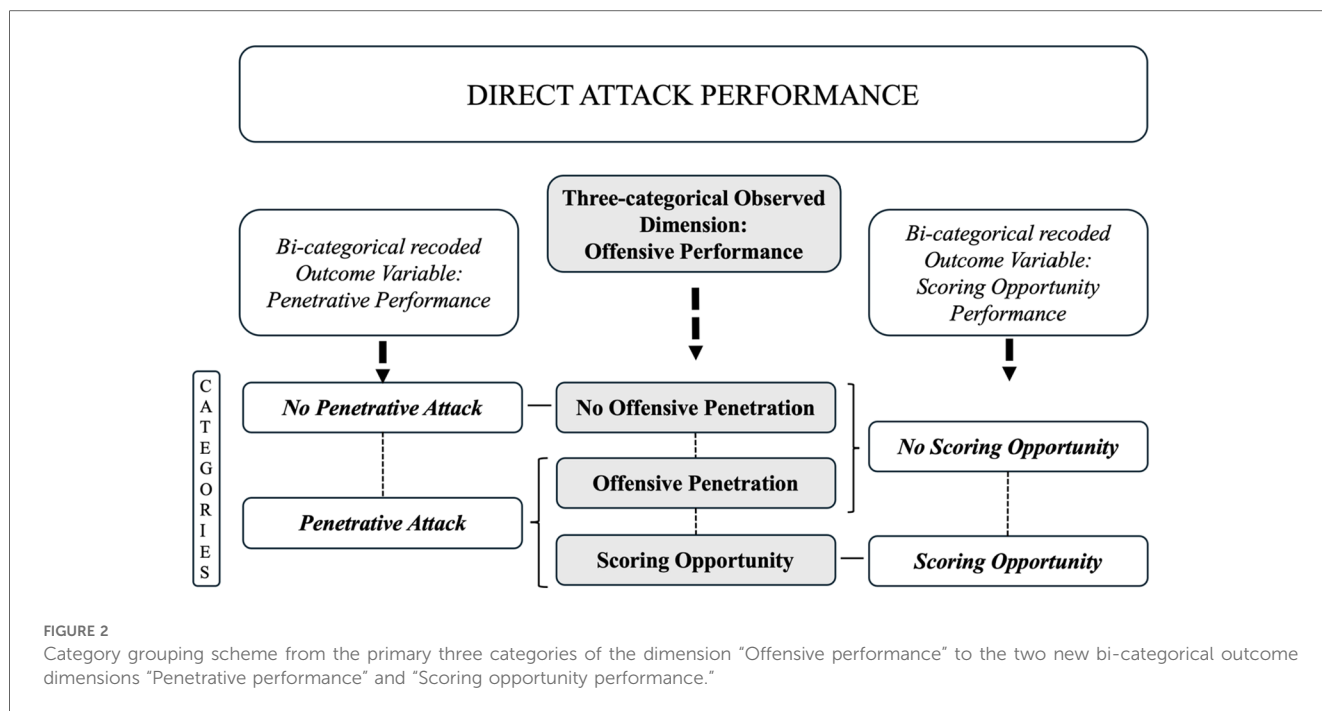 DIRECT ATTACK PERFORMANCE
Bi-categorical recoded
Outcome Variable:
Penetrative Performance
Three-categorical Observed
Dimension:
Offensive Performance
Bi-categorical recoded
Outcome Variable:
Scoring Opportunity
Performance
CATEGORIES
No Penetrative Attack
Penetrative Attack
No Offensive Penetration
Offensive Penetration
Scoring Opportunity
No Scoring Opportunity
Scoring Opportunity
FIGURE 2
Category grouping scheme from the primary three categories of the dimension “Offensive performance” to the two new bi-categorical outcome
dimensions “Penetrative performance” and “Scoring opportunity performance.”